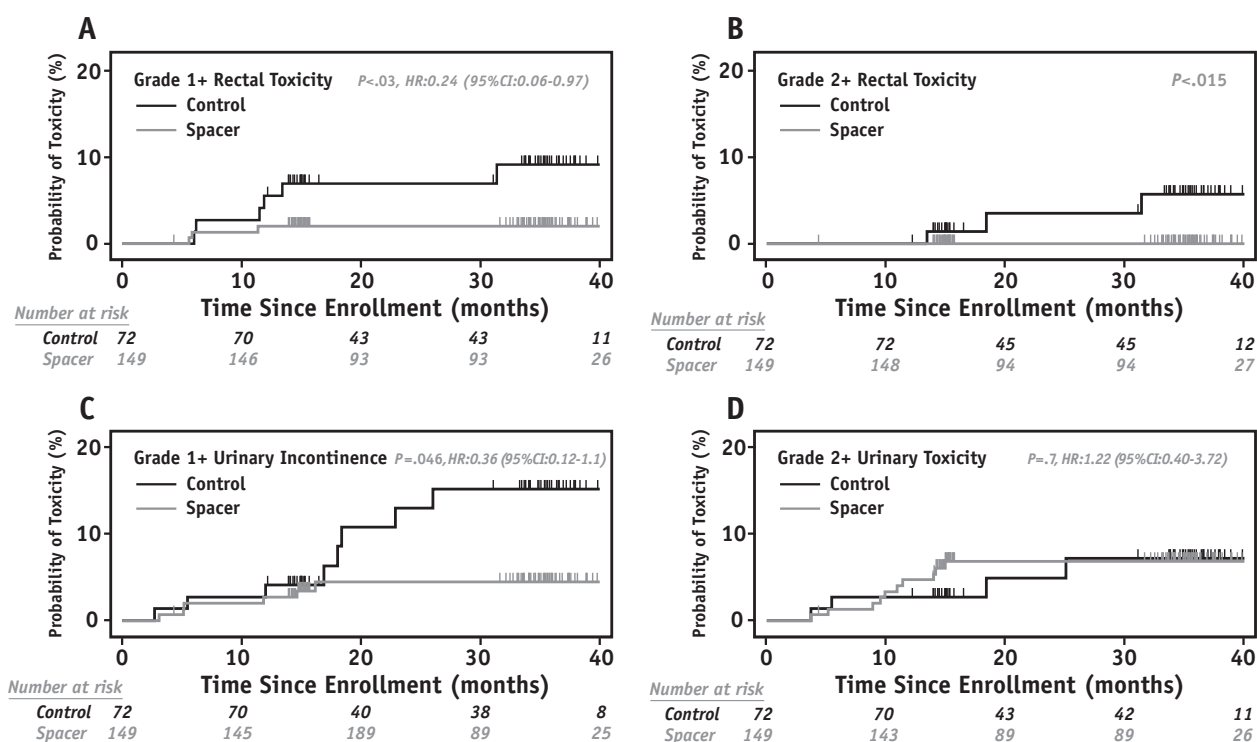 A
Probability of Toxicity (%)
20
10
0
Grade 1+ Rectal Toxicity P<.03, HR:0.24 (95%CI:0.06-0.97)
Control
Spacer
0 10 20 30 40
Time Since Enrollment (months)
Number at risk
Control 72 70 43 43 11
Spacer 149 146 93 93 26
B
Probability of Toxicity (%)
20
10
0
Grade 2+ Rectal Toxicity P<.015
Control
Spacer
0 10 20 30 40
Time Since Enrollment (months)
Number at risk
Control 72 72 45 45 12
Spacer 149 148 94 94 27
C
Probability of Toxicity (%)
20
10
0
Grade 1+ Urinary Incontinence P=.046,HR:0.36 (95%CI:0.12-1.1)
Control
Spacer
0 10 20 30 40
Time Since Enrollment (months)
Number at risk
Control 72 70 40 38 8
Spacer 149 145 189 89 25
D
Probability of Toxicity (%)
20
10
0
Grade 2+ Urinary Toxicity P=.7, HR:1.22 (95%CI:0.40-3.72)
Control
Spacer
0 10 20 30 40
Time Since Enrollment (months)
Number at risk
Control 72 70 43 42 11
Spacer 149 143 89 89 26